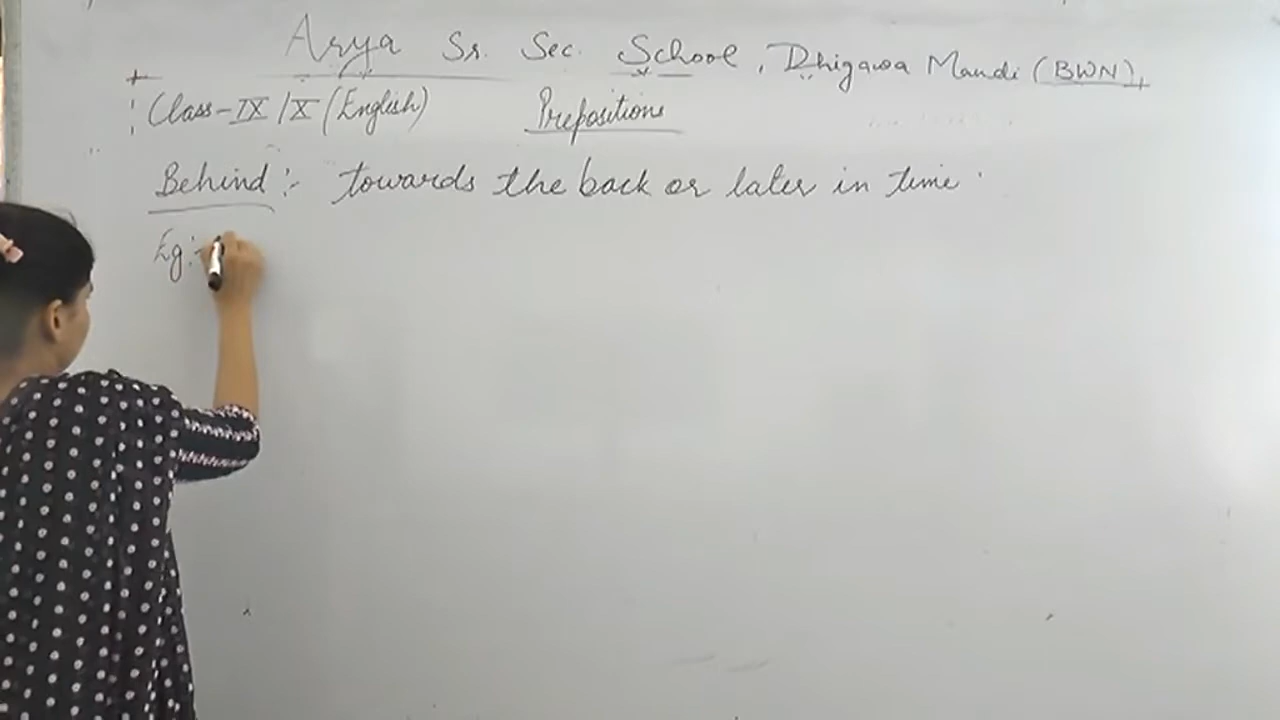 Arya Sr. Sec. School, Dhigawa Mandi (BWN)
Class-IX/X (English) Prepositions
Behind :- towards the back or later in time.
Eg:-